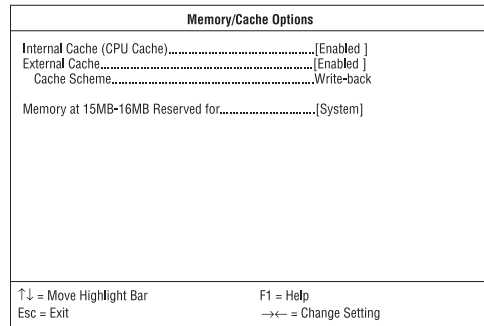 Memory/Cache Options
Internal Cache (CPU Cache)..............................................[Enabled ]
External Cache.................................................................[Enabled ]
Cache Scheme..............................................................Write-back
Memory at 15MB-16MB Reserved for............................[System]
↑↓ = Move Highlight Bar F1 = Help
Esc = Exit →← = Change Setting